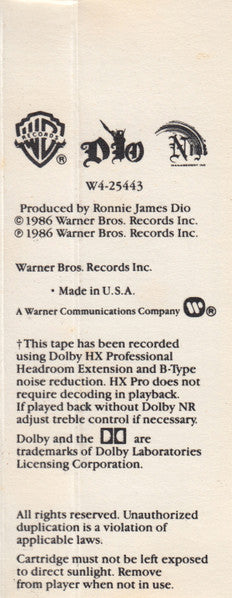 WB
RECORDS
®
DIO
N
MANAGEMENT INC
W4-25443
Produced by Ronnie James Dio
© 1986 Warner Bros. Records Inc.
℗ 1986 Warner Bros. Records Inc.
Warner Bros. Records Inc.
• Made in U.S.A.
A Warner Communications Company ®
†This tape has been recorded
using Dolby HX Professional
Headroom Extension and B-Type
noise reduction. HX Pro does not
require decoding in playback.
If played back without Dolby NR
adjust treble control if necessary.
Dolby and the are
trademarks of Dolby Laboratories
Licensing Corporation.
All rights reserved. Unauthorized
duplication is a violation of
applicable laws.
Cartridge must not be left exposed
to direct sunlight. Remove
from player when not in use.